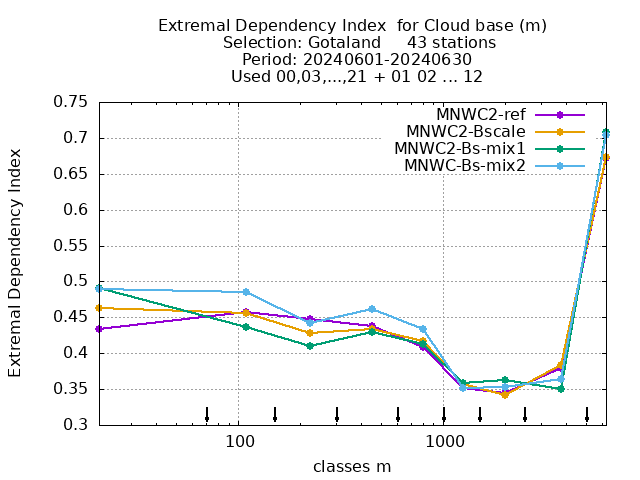 Extremal Dependency Index  for Cloud base (m)
Selection: Gotaland     43 stations
Period: 20240601-20240630
Used 00,03,...,21 + 01 02 ... 12
MNWC2-ref
MNWC2-Bscale
MNWC2-Bs-mix1
MNWC-Bs-mix2
Extremal Dependency Index
0.75
0.7
0.65
0.6
0.55
0.5
0.45
0.4
0.35
0.3
100 1000
classes m